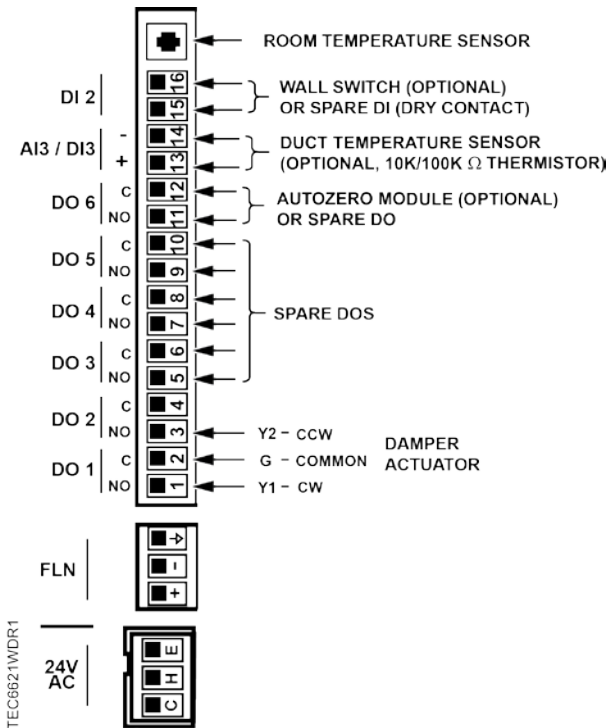 ROOM TEMPERATURE SENSOR
DI 2
16
15
WALL SWITCH (OPTIONAL)
OR SPARE DI (DRY CONTACT)
AI3 / DI3
-
+
14
13
DUCT TEMPERATURE SENSOR
(OPTIONAL, 10K/100K Ω THERMISTOR)
DO 6
C
NO
12
11
AUTOZERO MODULE (OPTIONAL)
OR SPARE DO
DO 5
C
NO
10
9
DO 4
C
NO
8
7
SPARE DOS
DO 3
C
NO
6
5
DO 2
C
NO
4
3
Y2 - CCW
DO 1
C
NO
2
1
G - COMMON
Y1 - CW
DAMPER
ACTUATOR
FLN
-
+
24V
AC
E
H
C
TEC6621WDR1